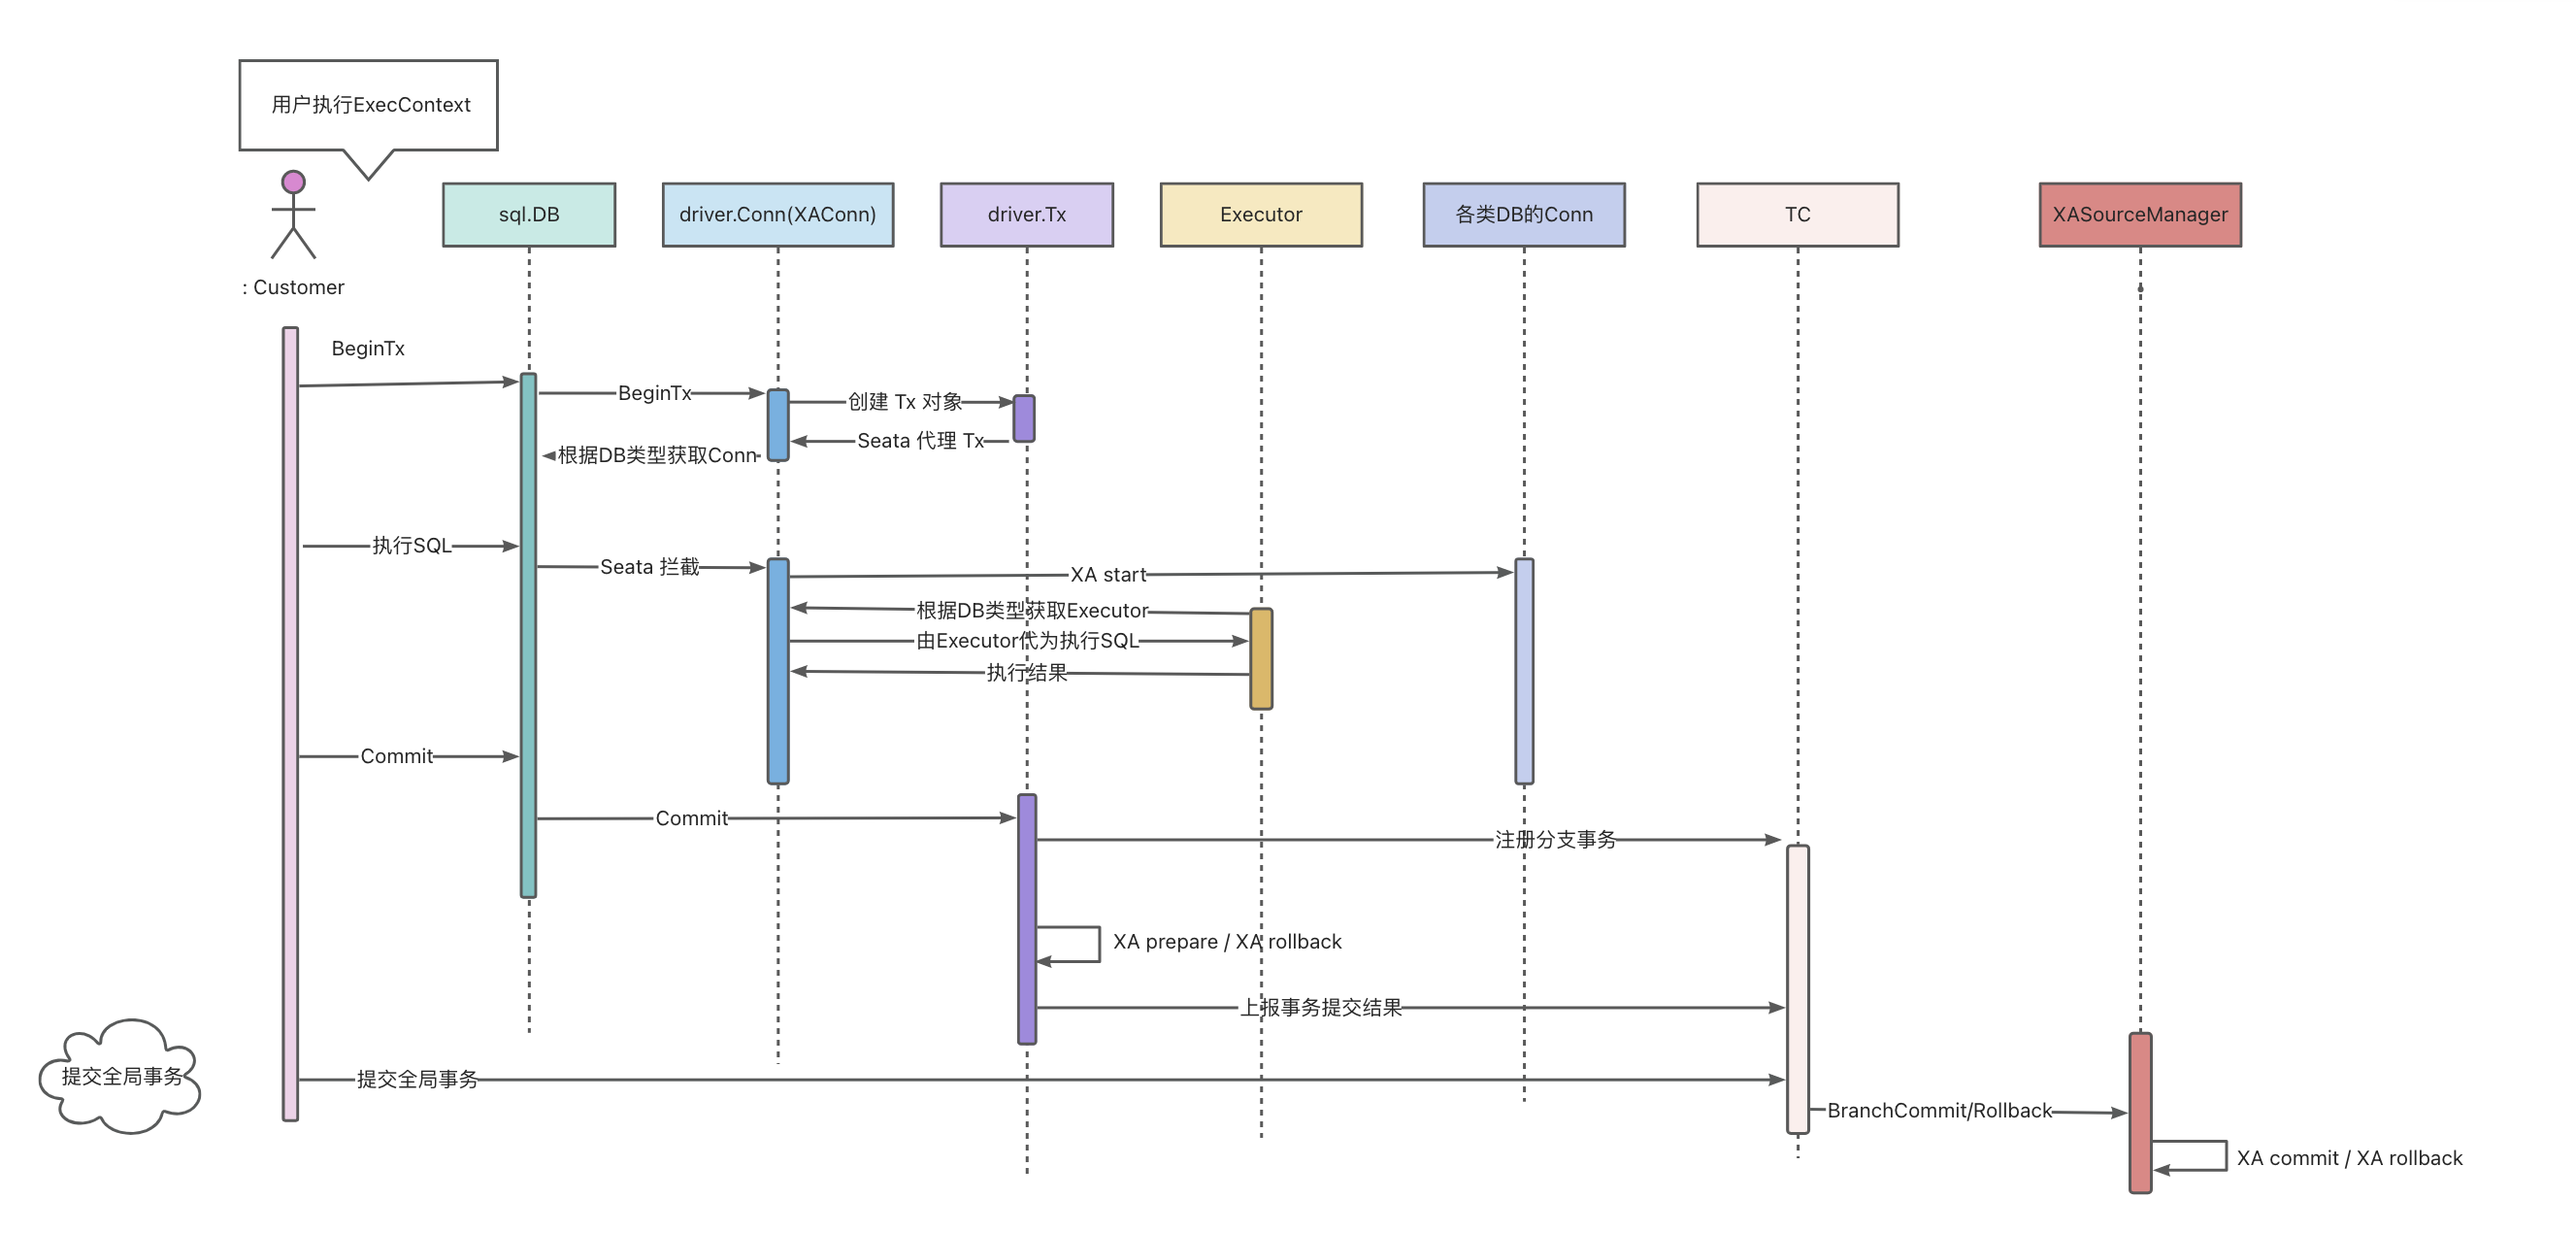 用户执行ExecContext
sql.DB
driver.Conn(XAConn)
driver.Tx
Executor
各类DB的Conn
TC
XASourceManager
: Customer
BeginTx
BeginTx
创建 Tx 对象
Seata 代理 Tx
根据DB类型获取Conn
执行SQL
Seata 拦截
XA start
根据DB类型获取Executor
由Executor代为执行SQL
执行结果
Commit
Commit
注册分支事务
XA prepare / XA rollback
上报事务提交结果
提交全局事务
提交全局事务
BranchCommit/Rollback
XA commit / XA rollback